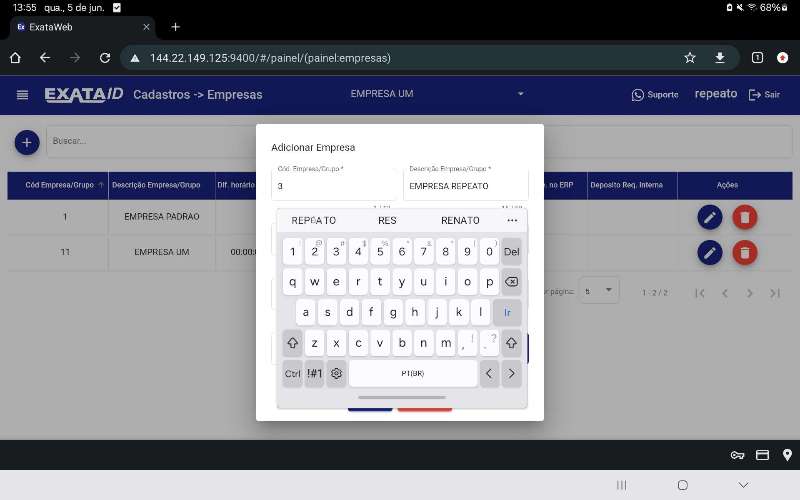 13:55 qua., 5 de jun.
68%
ExataWeb
144.22.149.125:9400/#/painel/(painel:empresas)
1
EXATA/ID
Cadastros -> Empresas
EMPRESA UM
Suporte
repeato
Sair
Buscar...
Cód Empresa/Grupo
Descrição Empresa/Grupo
Dif. horário
no ERP
Deposito Req. Interna
Ações
1
EMPRESA PADRAO
11
EMPRESA UM
00:00:
r página:
5
1 - 2 / 2
Adicionar Empresa
Cód. Empresa/Grupo *
3
Descrição Empresa/Grupo *
EMPRESA REPEATO
REPEATO
RES
RENATO
...
1 2 3 4 5 6 7 8 9 0 Del
q w e r t y u i o p
a s d f g h j k l Ir
z x c v b n m , ! . ?
Ctrl !#1 PT(BR) < >